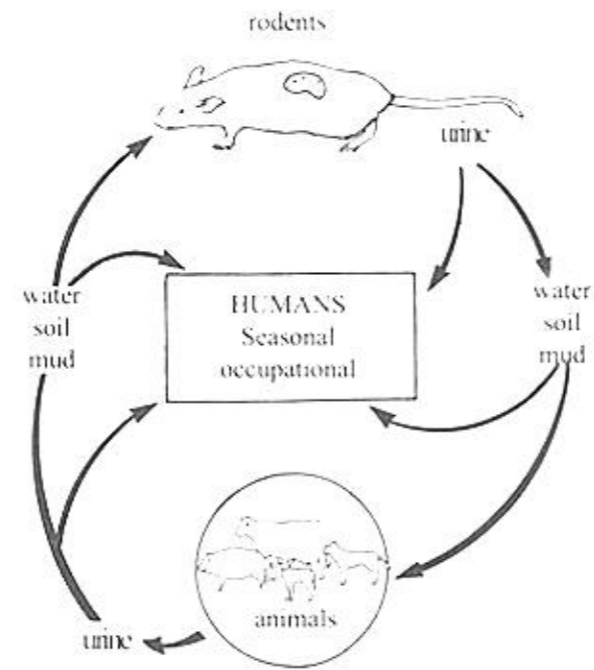 rodents
urine
water
soil
mud
HUMANS
Seasonal
occupational
water
soil
mud
animals
urine